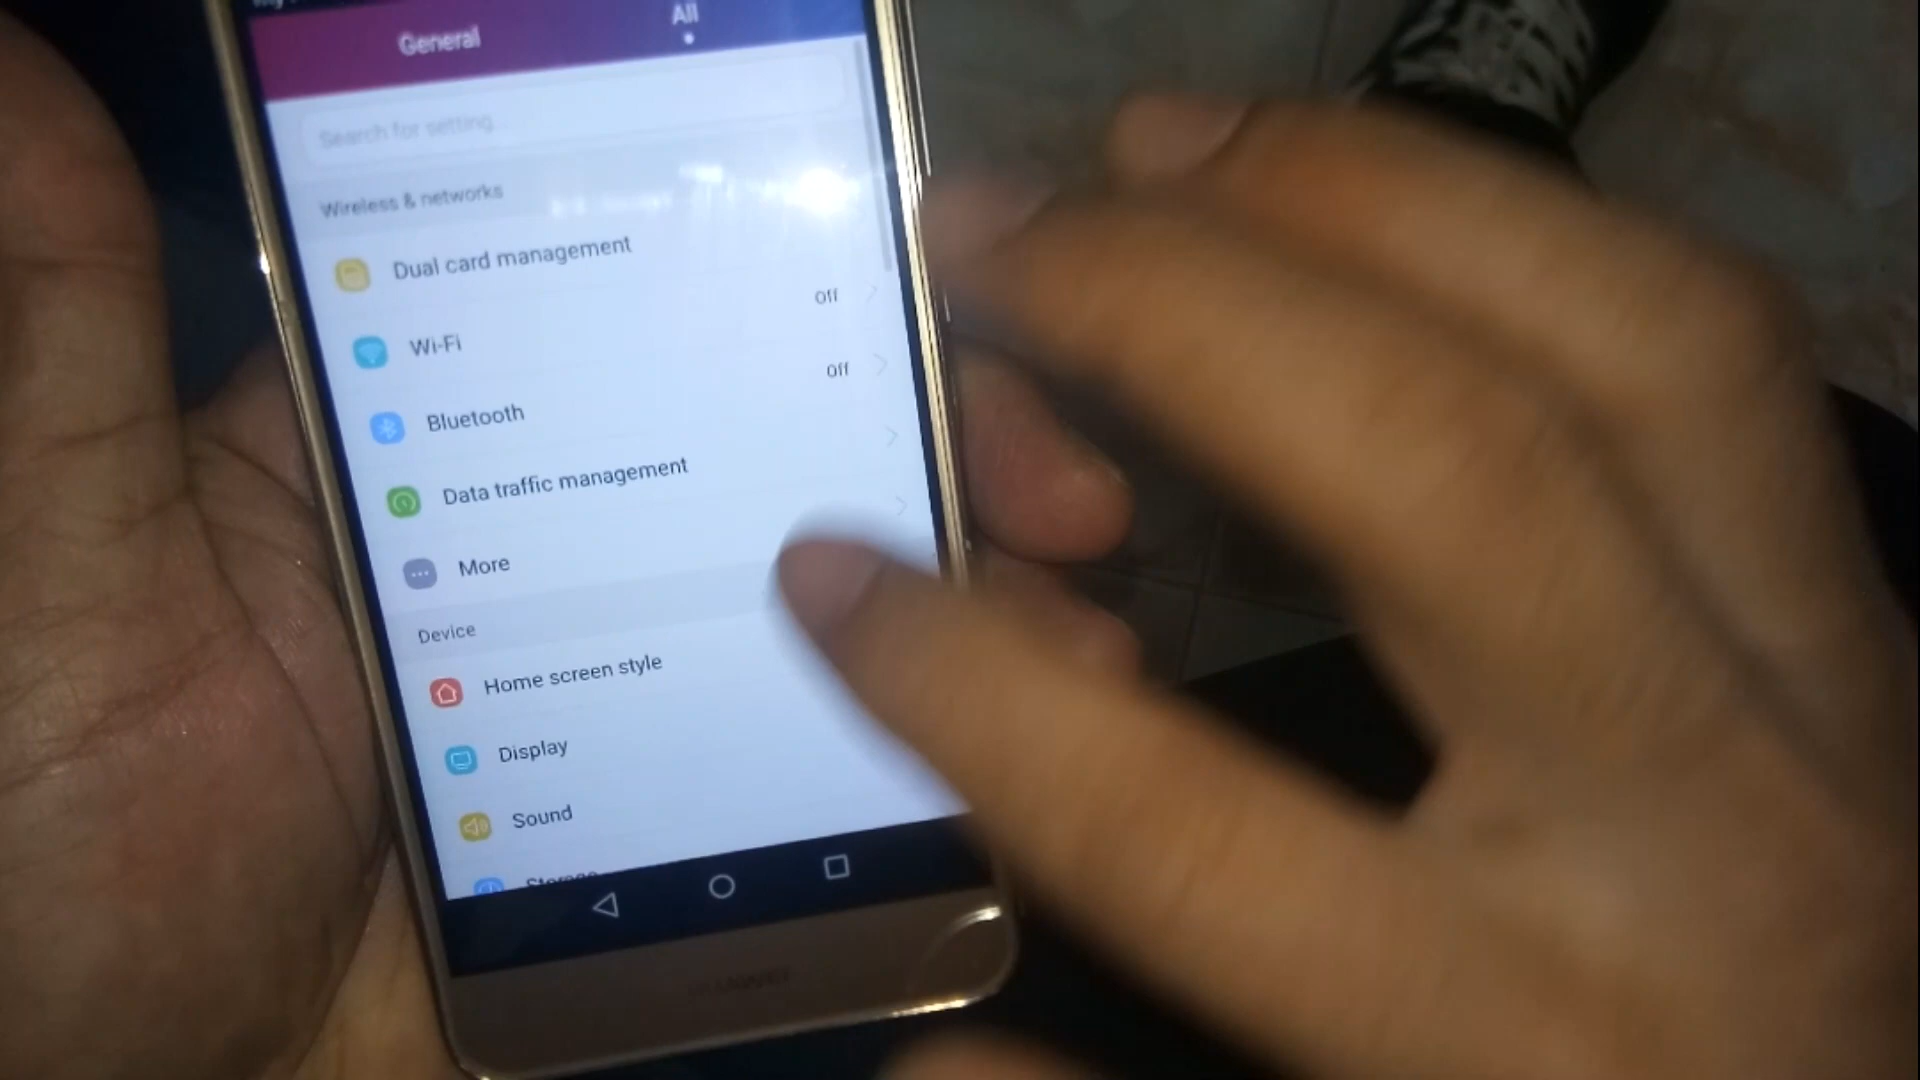 General
All
Search for setting...
Wireless & networks
Dual card management
Off
Wi-Fi
Off
Bluetooth
Data traffic management
More
Device
Home screen style
Display
Sound
Storage
HUAWEI